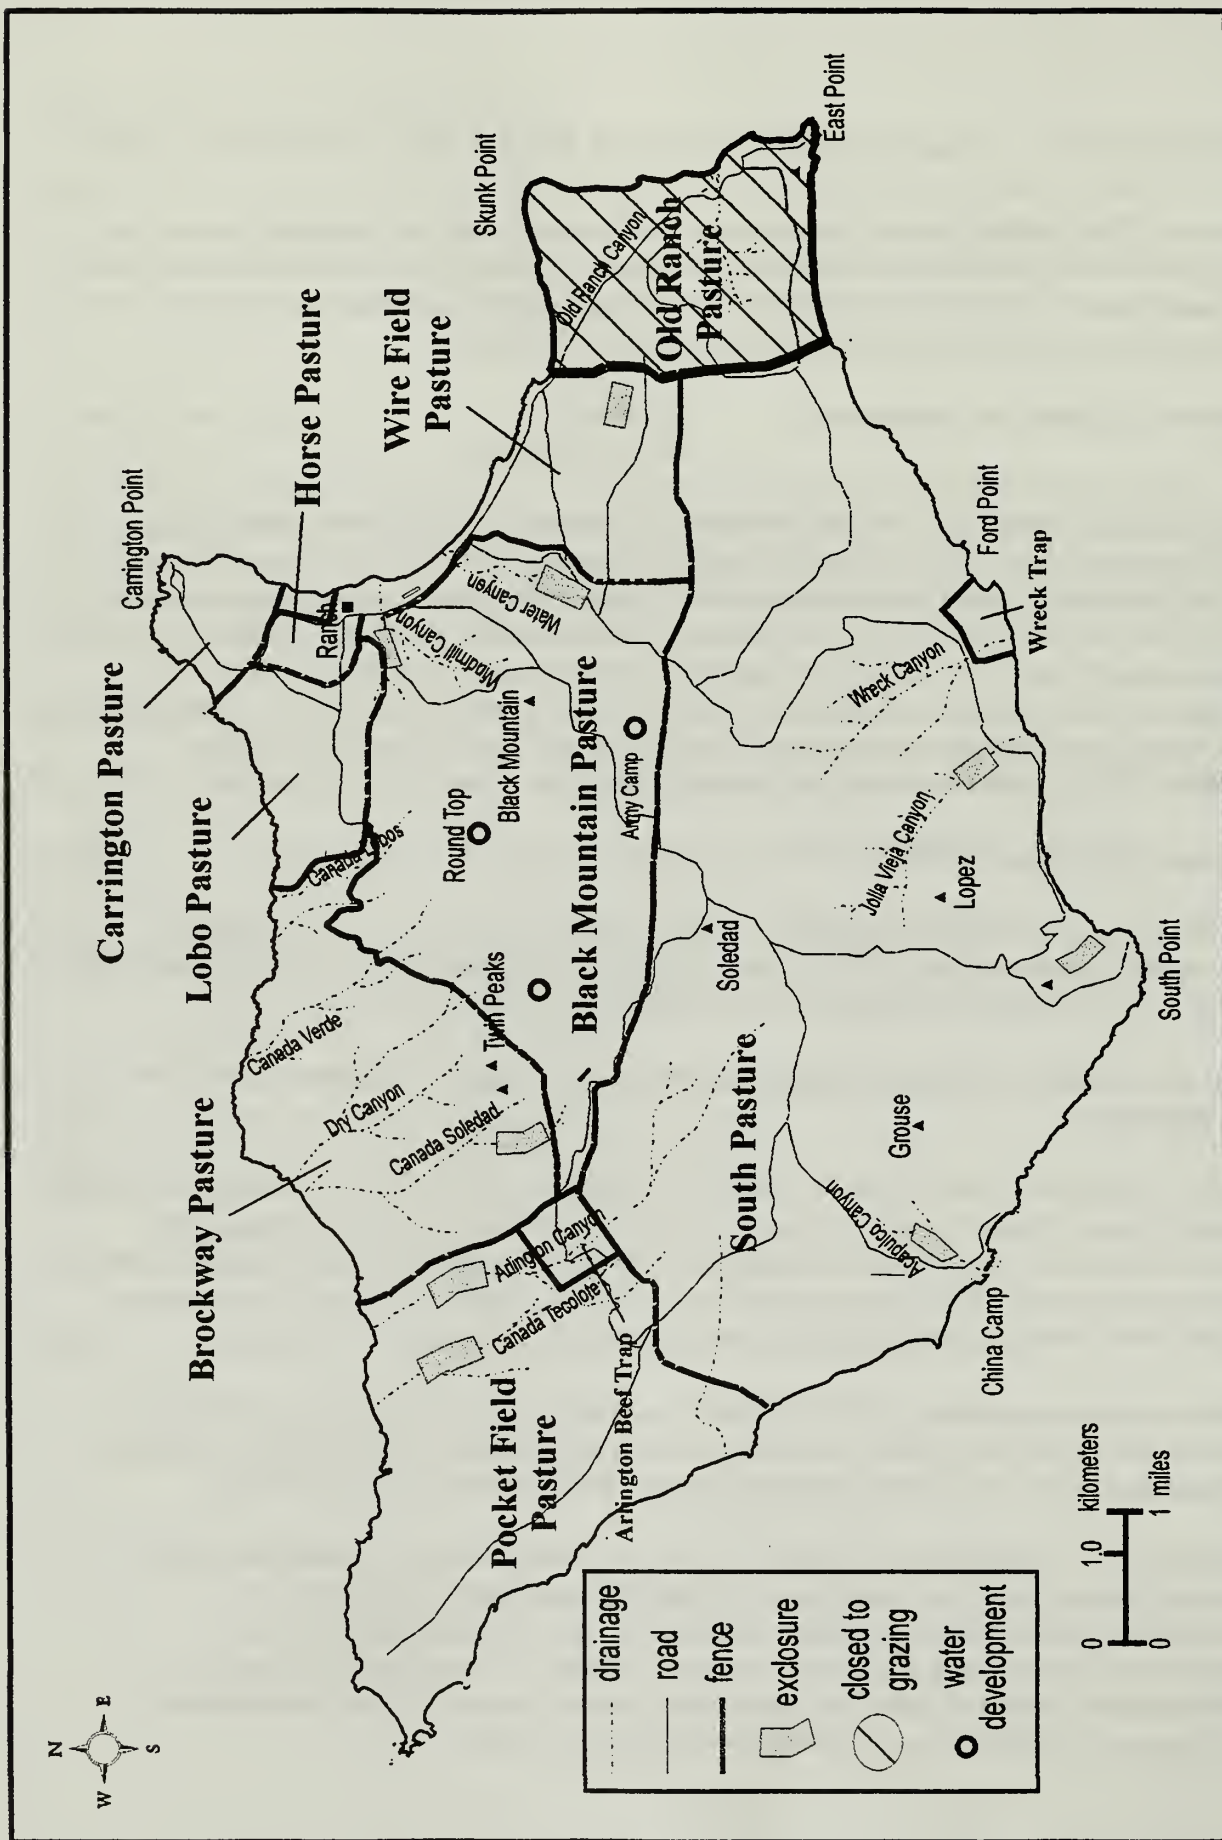 N
W
E
S
Carrington Pasture
Lobo Pasture
Brockway Pasture
Horse Pasture
Wire Field
Pasture
Carrington Point
Skunk Point
East Point
Ranch
Old Ranch Canyon
Old Ranch
Pasture
Windmill Canyon
Water Canyon
Canada Lobos
Canada Verde
Dry Canyon
Canada Soledad
Twin Peaks
Round Top
Black Mountain
Black Mountain Pasture
Army Camp
Arlington Canyon
Canada Tecolote
Pocket Field
Pasture
Arlington Beef Trap
South Pasture
Soledad
Ford Point
Wreck Trap
Wreck Canyon
Jolla Vieja Canyon
Lopez
Grouse
Acapulco Canyon
China Camp
South Point
drainage
road
fence
exclosure
closed to
grazing
water
development
0 1.0 kilometers
0 1 miles